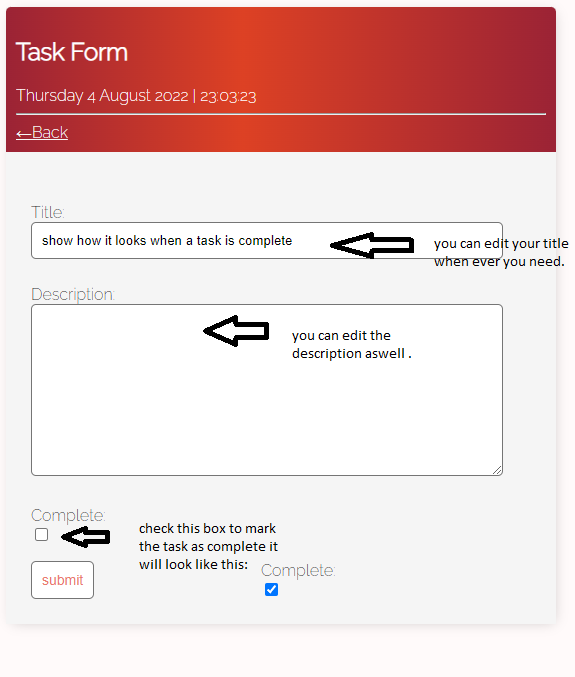 Task Form
Thursday 4 August 2022 | 23:03:23
←Back
Title:
show how it looks when a task is complete
you can edit your title
when ever you need.
Description:
you can edit the
description aswell .
Complete:
check this box to mark
the task as complete it
will look like this:
Complete:
submit